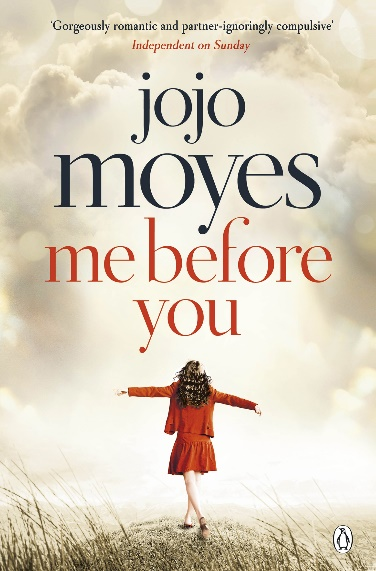 ‘Gorgeously romantic and partner-ignoringly compulsive’
Independent on Sunday
jojo
moyes
me before
you